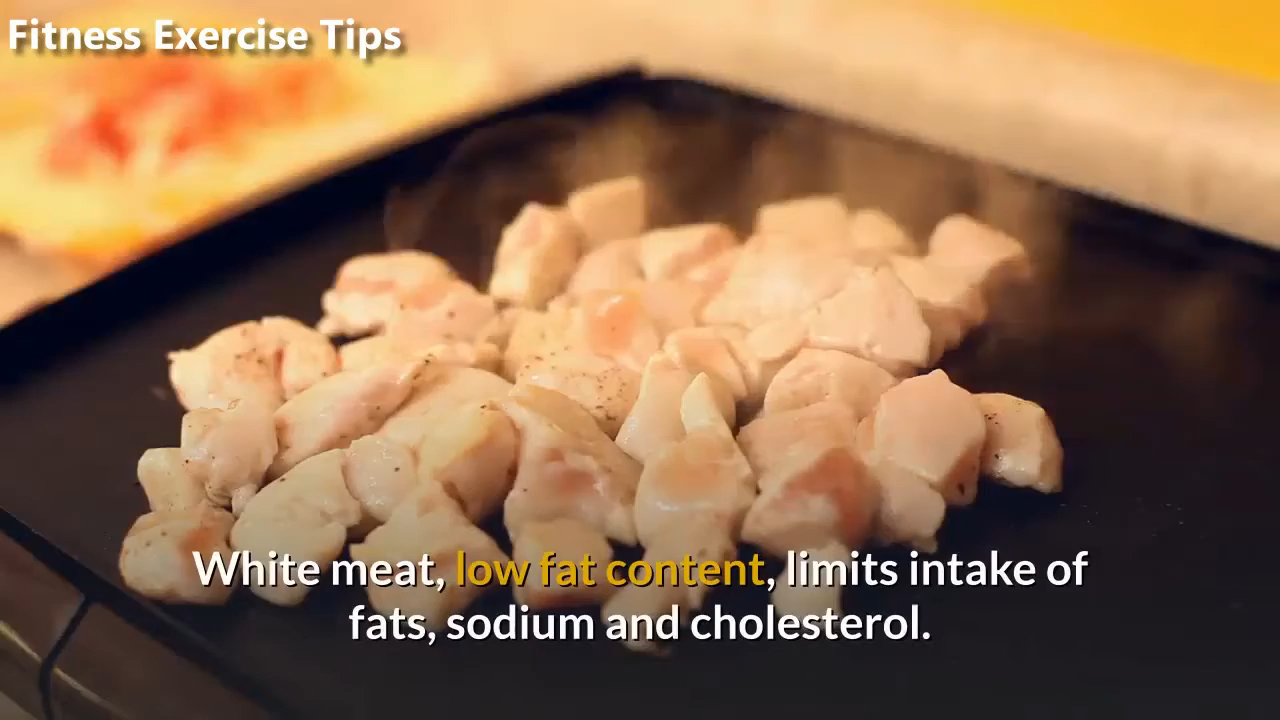 Fitness Exercise Tips
White meat, low fat content, limits intake of
fats, sodium and cholesterol.